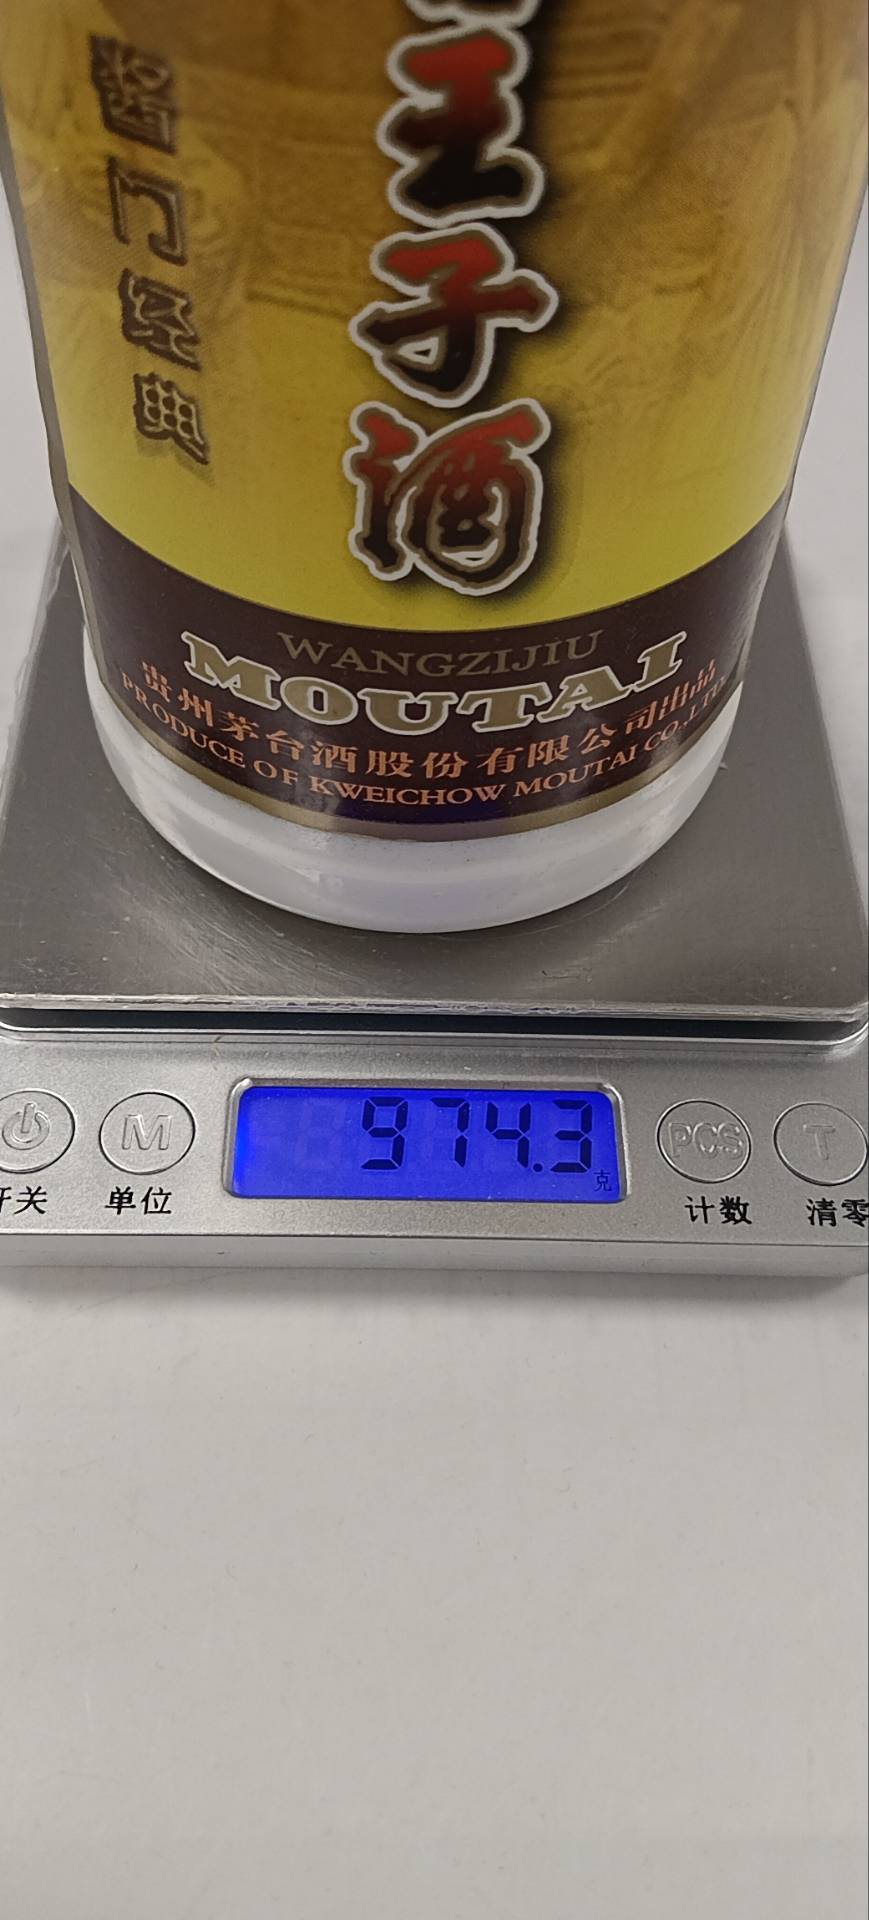 王子酒
酱门经典
WANGZIJIU
MOUTAI
贵州茅台酒股份有限公司出品
PRODUCE OF KWEICHOW MOUTAI CO.,LTD
974.3
克
M
PCS
T
开关
单位
计数
清零